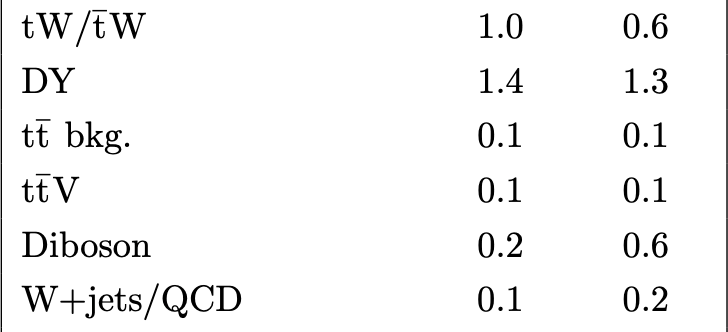 tW/t̄W 1.0 0.6
DY 1.4 1.3
tt̄ bkg. 0.1 0.1
tt̄V 0.1 0.1
Diboson 0.2 0.6
W+jets/QCD 0.1 0.2